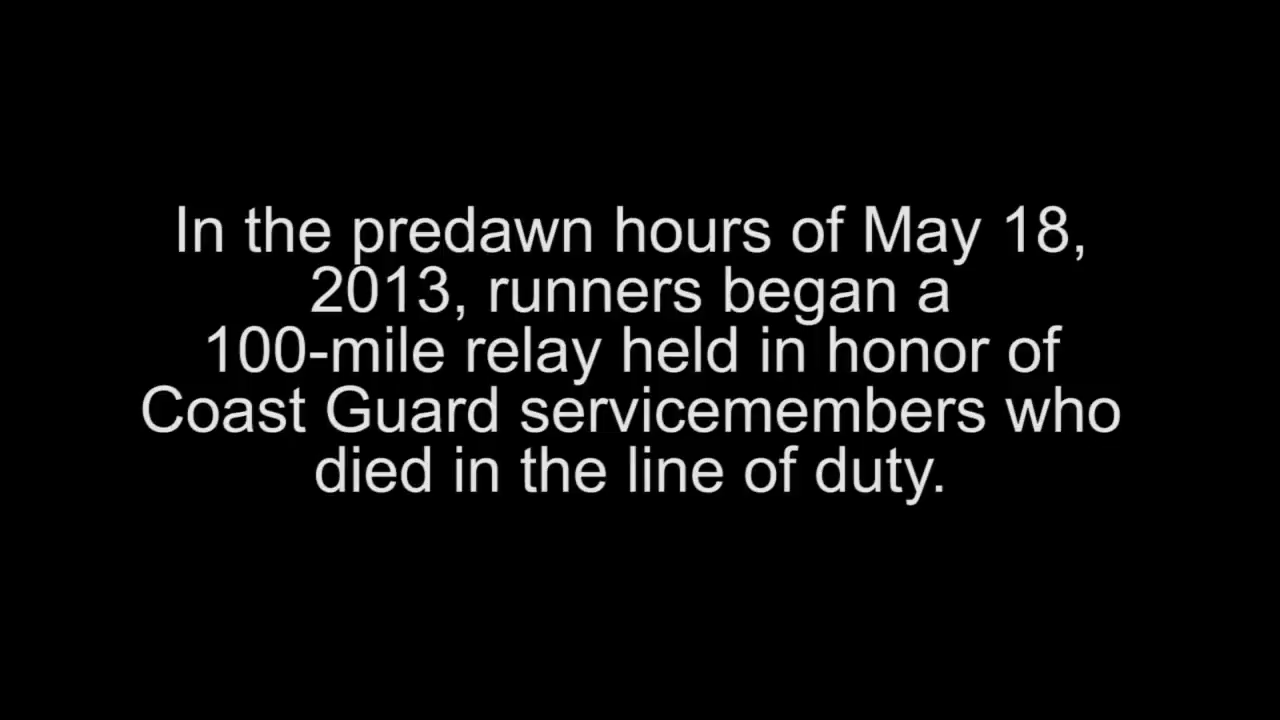 In the predawn hours of May 18,
2013, runners began a
100-mile relay held in honor of
Coast Guard servicemembers who
died in the line of duty.